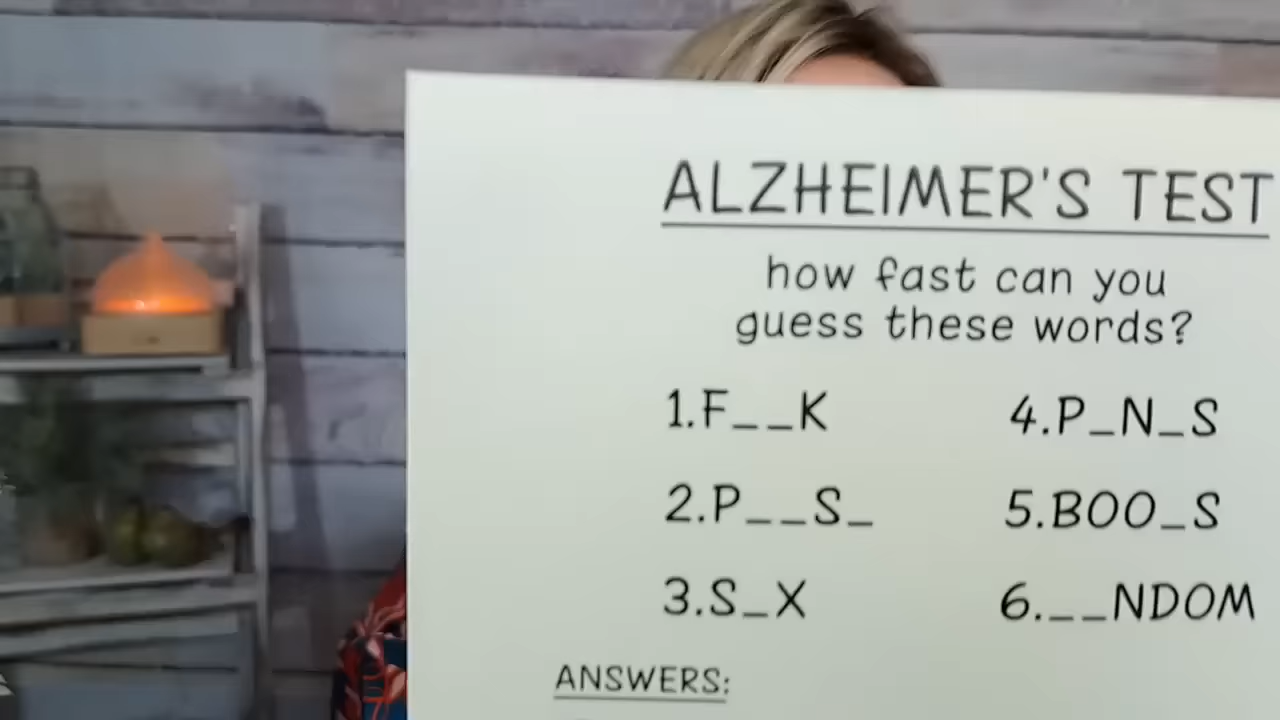 ALZHEIMER'S TEST
how fast can you
guess these words?
1.F__K
2.P__S_
3.S_X
4.P_N_S
5.BOO_S
6.__NDOM
ANSWERS: